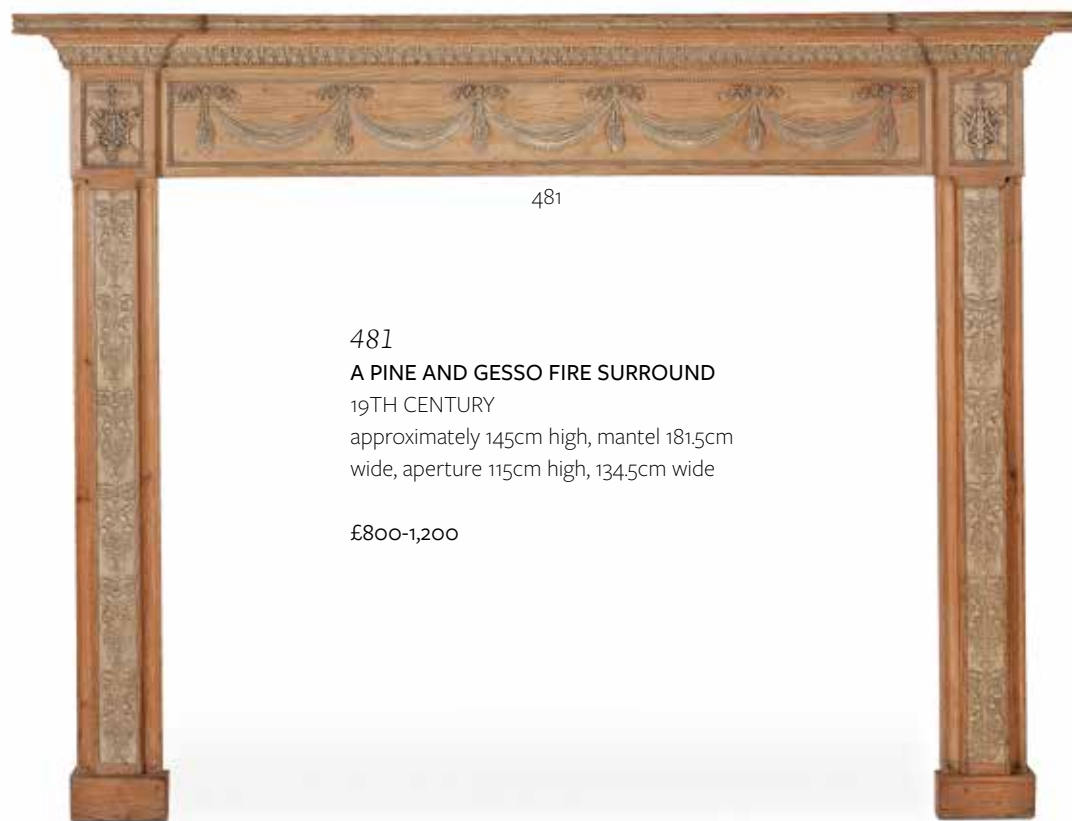 481
481
A PINE AND GESSO FIRE SURROUND
19TH CENTURY
approximately 145cm high, mantel 181.5cm
wide, aperture 115cm high, 134.5cm wide
£800-1,200